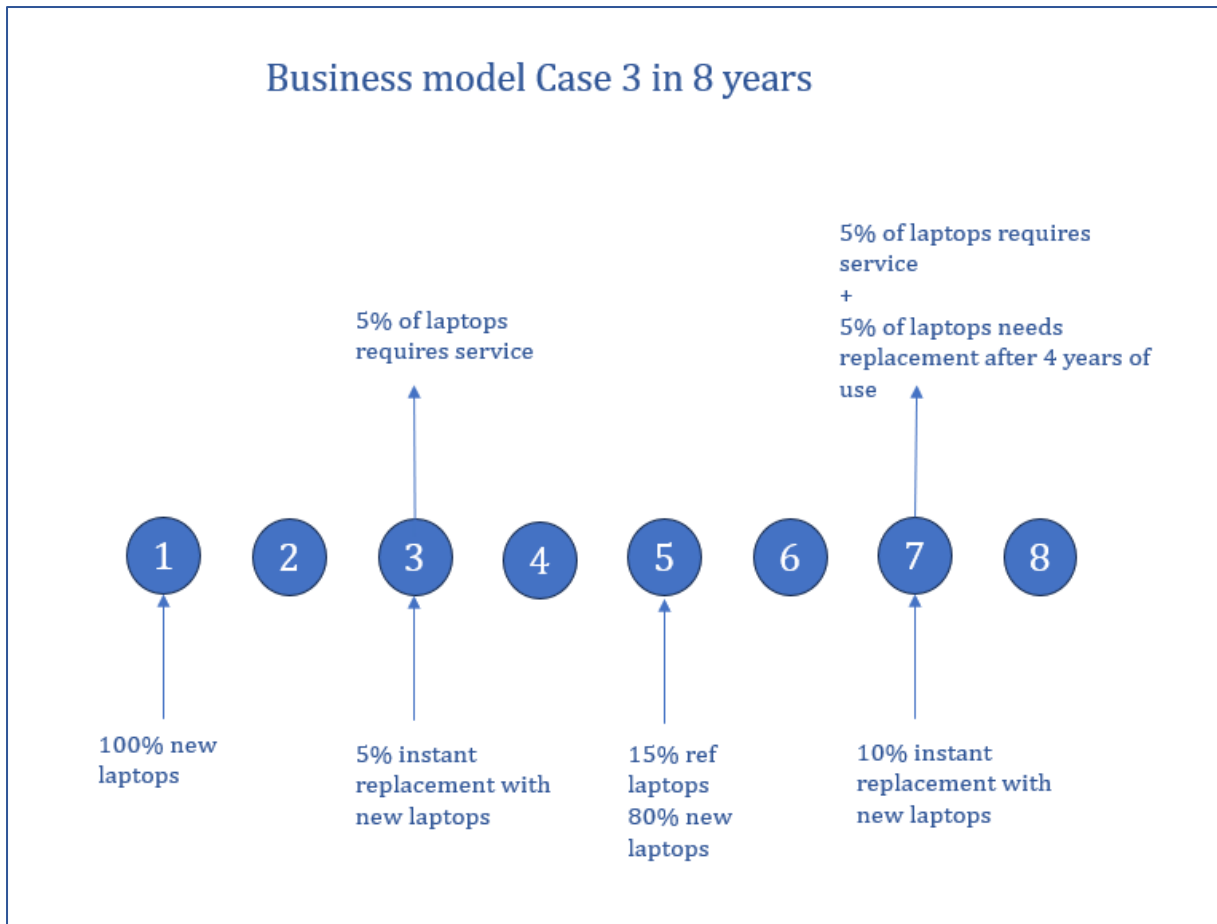 Business model Case 3 in 8 years
5% of laptops requires
service
+
5% of laptops needs
replacement after 4 years of
use
5% of laptops
requires service
1 2 3 4 5 6 7 8
100% new
laptops
5% instant
replacement with
new laptops
15% ref
laptops
80% new
laptops
10% instant
replacement with
new laptops